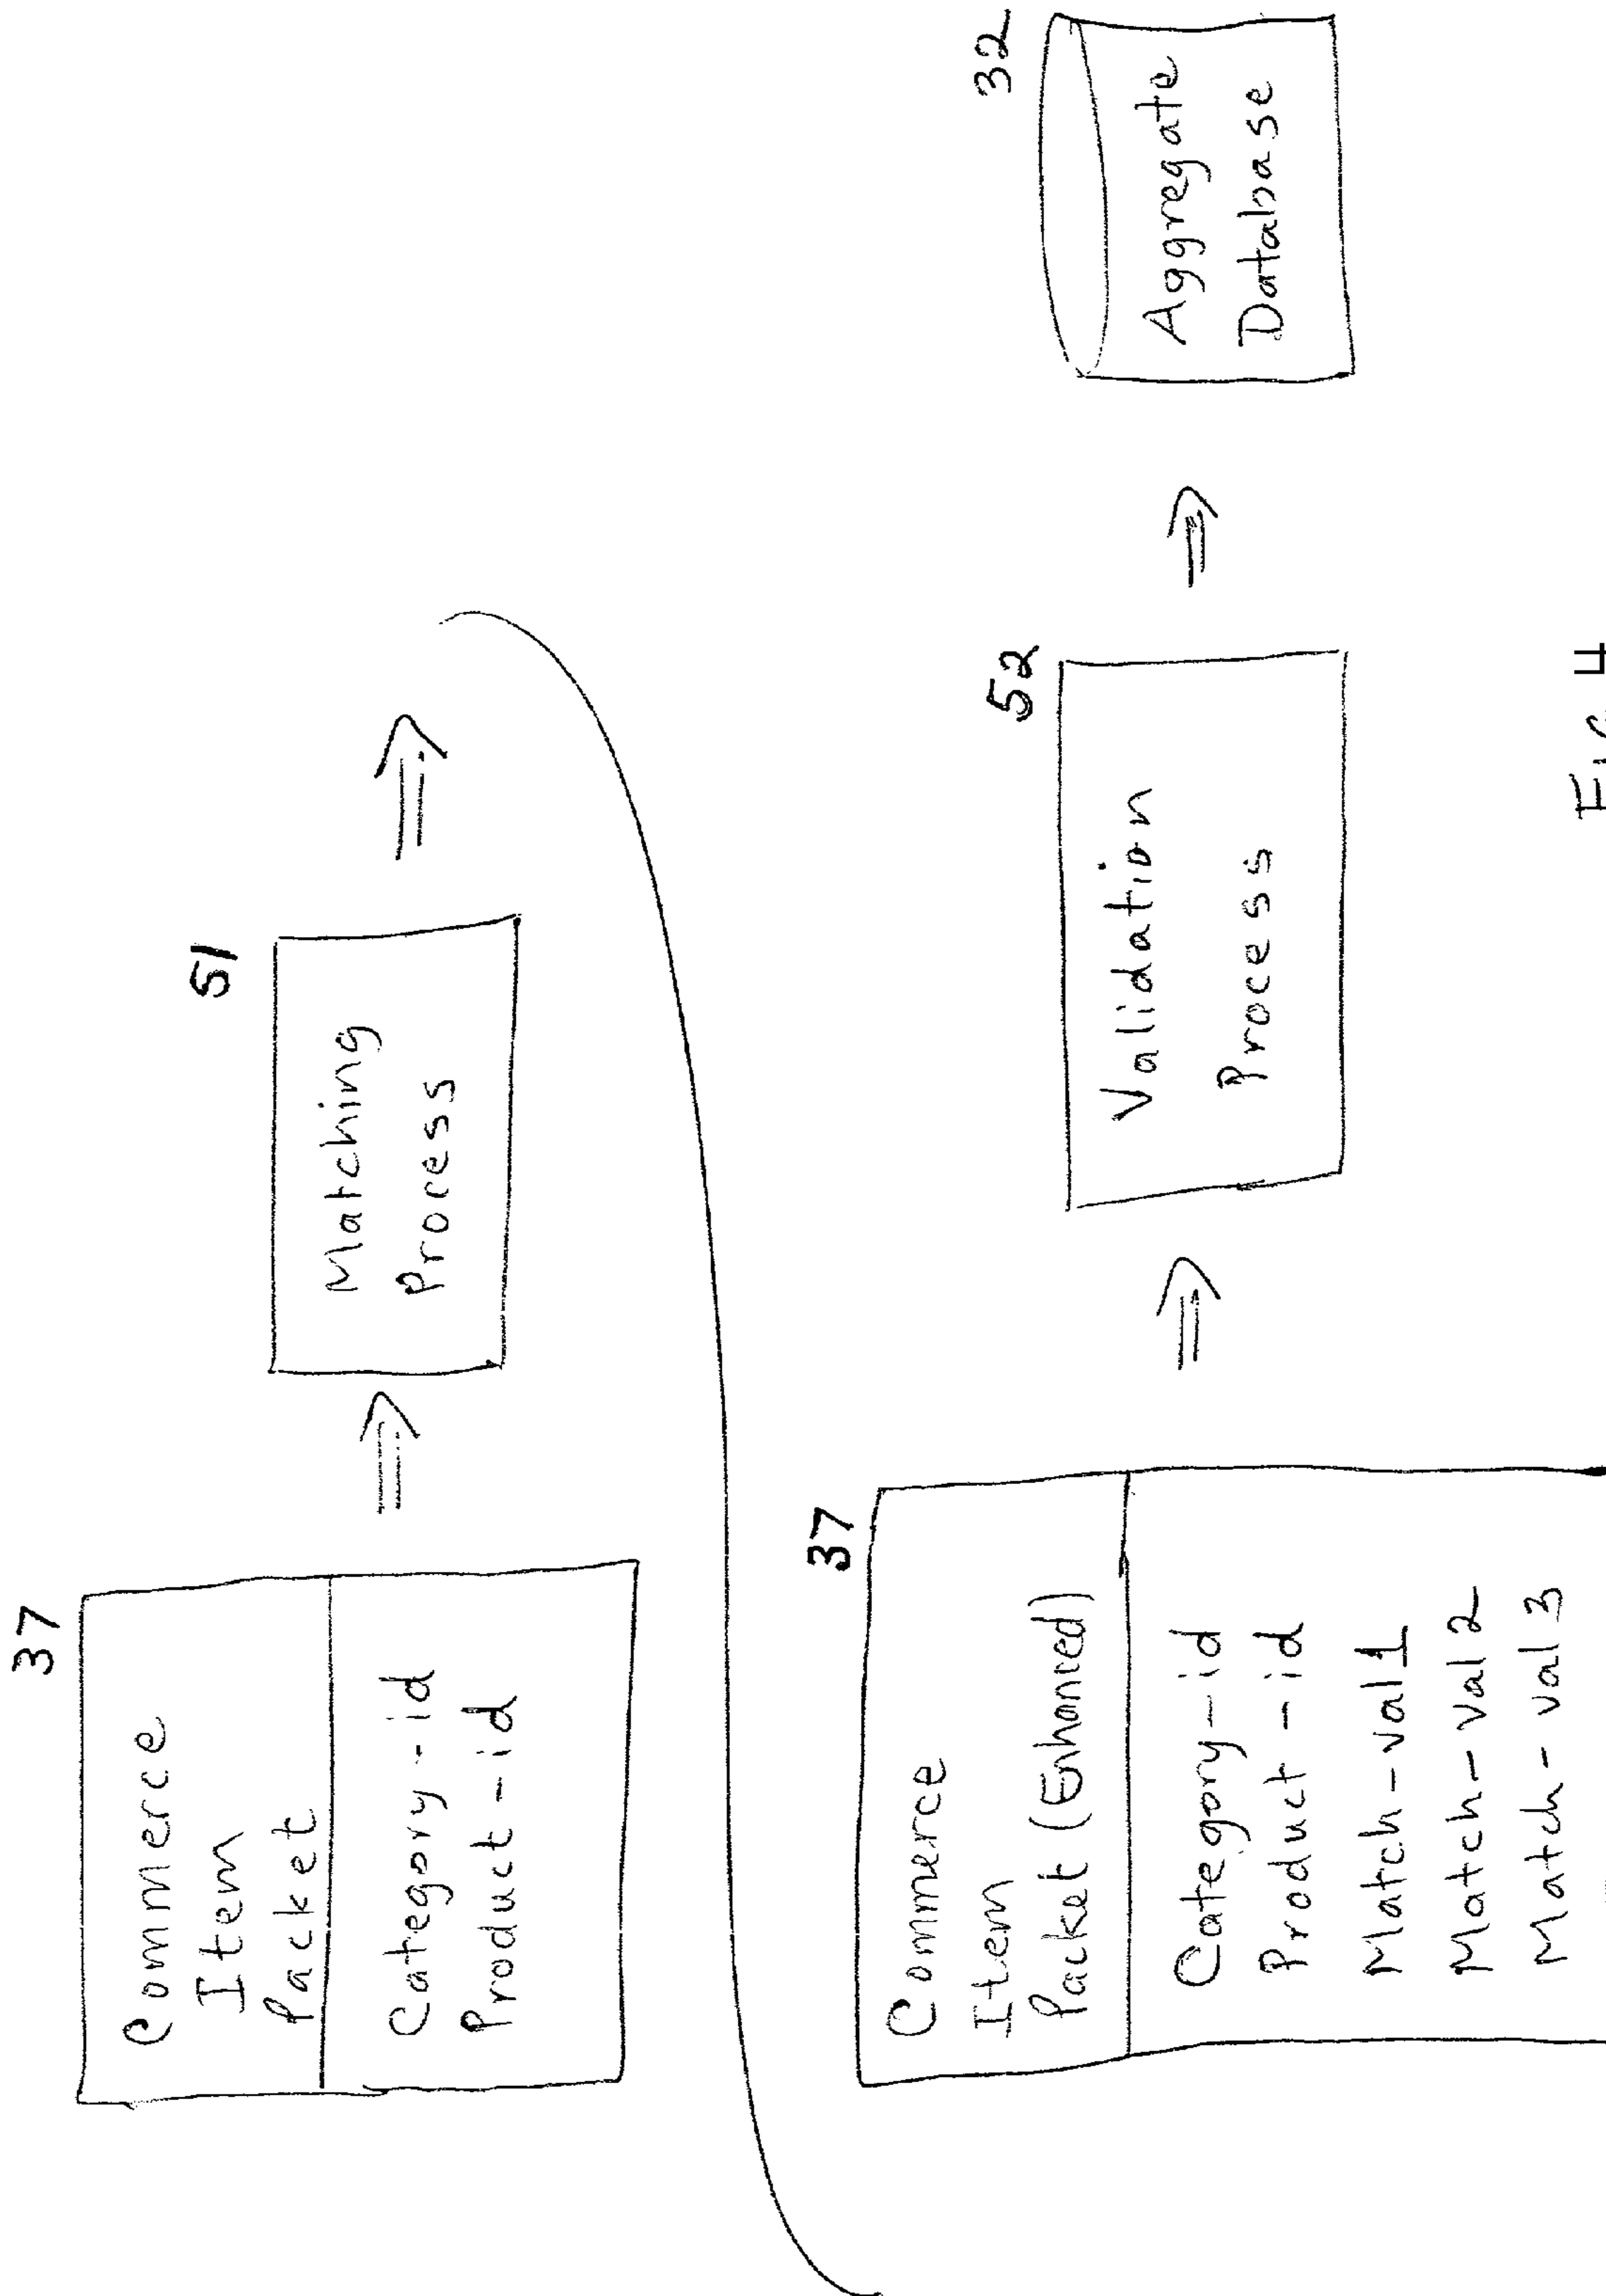 37
Commerce
Item
Packet
Category-id
Product-id
51
Matching
Process
37
Commerce
Item
Packet (Enhanced)
Category-id
Product-id
Match-val1
Match-val2
Match-val3
52
Validation
Process
32
Aggregate
Database